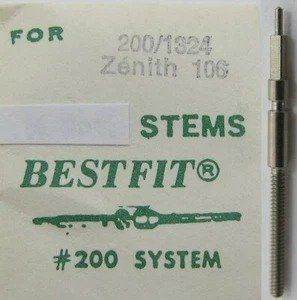 FOR
200/1324
Zénith 106
STEMS
BESTFIT®
#200 SYSTEM